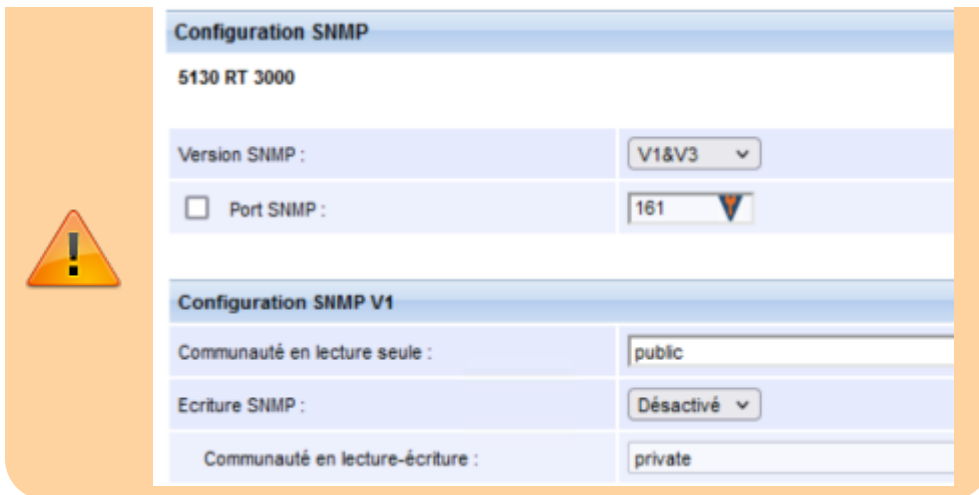 Configuration SNMP
5130 RT 3000
Version SNMP : V1&V3
Port SNMP : 161
Configuration SNMP V1
Communauté en lecture seule : public
Ecriture SNMP : Désactivé
Communauté en lecture-écriture : private